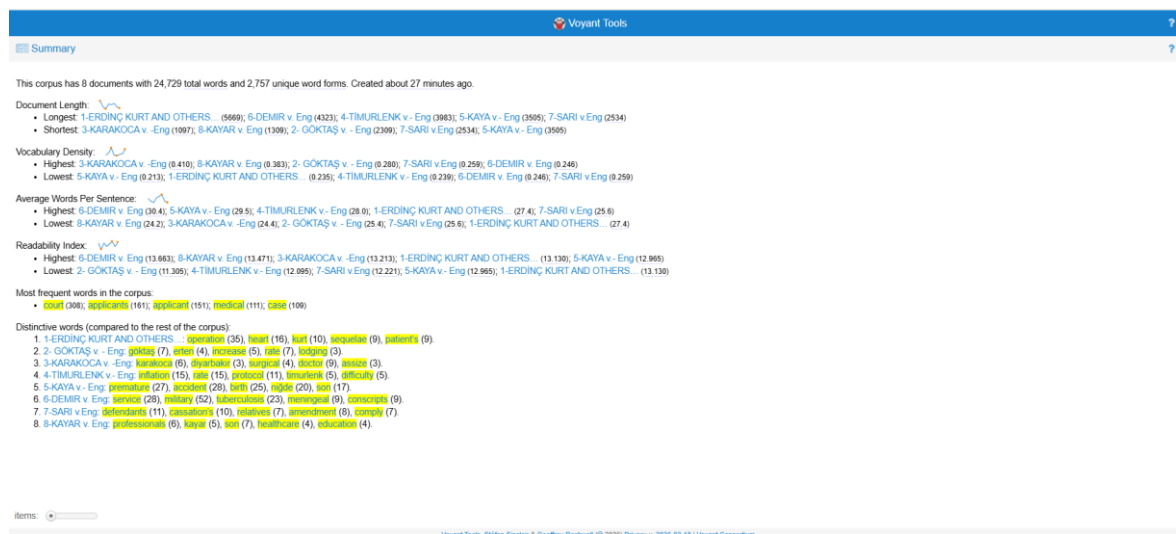 Voyant Tools
?
Summary
?
This corpus has 8 documents with 24,729 total words and 2,757 unique word forms. Created about 27 minutes ago.
Document Length:
• Longest: 1-ERDİNÇ KURT AND OTHERS... (5669); 6-DEMIR v. Eng (4323); 4-TİMURLENK v.- Eng (3983); 5-KAYA v.- Eng (3505); 7-SARI v.Eng (2534)
• Shortest: 3-KARAKOCA v. -Eng (1097); 8-KAYAR v. Eng (1309); 2- GÖKTAŞ v. - Eng (2309); 7-SARI v.Eng (2534); 5-KAYA v.- Eng (3505)
Vocabulary Density:
• Highest: 3-KARAKOCA v. -Eng (0.410); 8-KAYAR v. Eng (0.383); 2- GÖKTAŞ v. - Eng (0.280); 7-SARI v.Eng (0.259); 6-DEMIR v. Eng (0.246)
• Lowest: 5-KAYA v.- Eng (0.213); 1-ERDİNÇ KURT AND OTHERS... (0.235); 4-TİMURLENK v.- Eng (0.239); 6-DEMIR v. Eng (0.246); 7-SARI v.Eng (0.259)
Average Words Per Sentence:
• Highest: 6-DEMIR v. Eng (30.4); 5-KAYA v.- Eng (29.5); 4-TİMURLENK v.- Eng (28.0); 1-ERDİNÇ KURT AND OTHERS... (27.4); 7-SARI v.Eng (25.6)
• Lowest: 8-KAYAR v. Eng (24.2); 3-KARAKOCA v. -Eng (24.4); 2- GÖKTAŞ v. - Eng (25.4); 7-SARI v.Eng (25.6); 1-ERDİNÇ KURT AND OTHERS... (27.4)
Readability Index:
• Highest: 6-DEMIR v. Eng (13.663); 8-KAYAR v. Eng (13.471); 3-KARAKOCA v. -Eng (13.213); 1-ERDİNÇ KURT AND OTHERS... (13.130); 5-KAYA v.- Eng (12.965)
• Lowest: 2- GÖKTAŞ v. - Eng (11.305); 4-TİMURLENK v.- Eng (12.095); 7-SARI v.Eng (12.221); 5-KAYA v.- Eng (12.965); 1-ERDİNÇ KURT AND OTHERS... (13.130)
Most frequent words in the corpus:
• court (308); applicants (161); applicant (151); medical (111); case (109)
Distinctive words (compared to the rest of the corpus):
1. 1-ERDİNÇ KURT AND OTHERS...: operation (35), heart (16), kurt (10), sequelae (9), patient's (9).
2. 2- GÖKTAŞ v. - Eng: göktaş (7), erten (4), increase (5), rate (7), lodging (3).
3. 3-KARAKOCA v. -Eng: karakoca (6), diyarbakır (3), surgical (4), doctor (9), assize (3).
4. 4-TİMURLENK v.- Eng: inflation (15), rate (15), protocol (11), timurlenk (5), difficulty (5).
5. 5-KAYA v.- Eng: premature (27), accident (28), birth (25), niğde (20), son (17).
6. 6-DEMIR v. Eng: service (28), military (52), tuberculosis (23), meningeal (9), conscripts (9).
7. 7-SARI v.Eng: defendants (11), cassation's (10), relatives (7), amendment (8), comply (7).
8. 8-KAYAR v. Eng: professionals (6), kayar (5), son (7), healthcare (4), education (4).
items: